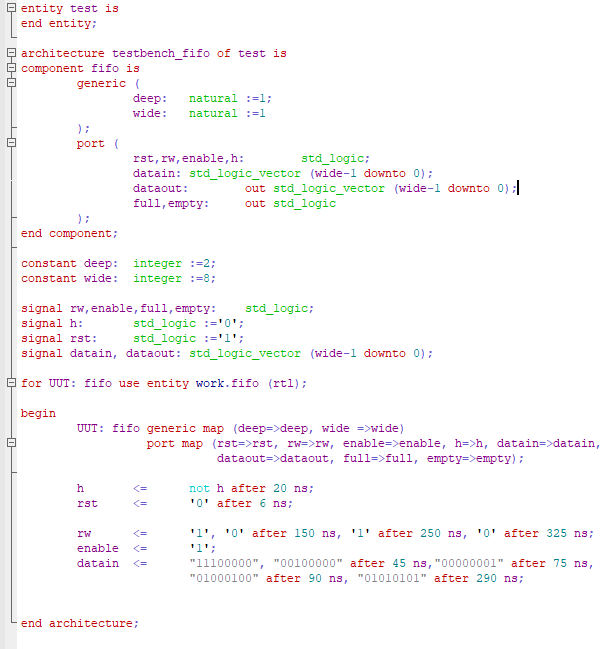 entity test is
end entity;
architecture testbench_fifo of test is
component fifo is
generic (
deep: natural :=1;
wide: natural :=1
);
port (
rst,rw,enable,h: std_logic;
datain: std_logic_vector (wide-1 downto 0);
dataout: out std_logic_vector (wide-1 downto 0);
full,empty: out std_logic
);
end component;
constant deep: integer :=2;
constant wide: integer :=8;
signal rw,enable,full,empty: std_logic;
signal h: std_logic :='0';
signal rst: std_logic :='1';
signal datain, dataout: std_logic_vector (wide-1 downto 0);
for UUT: fifo use entity work.fifo (rtl);
begin
UUT: fifo generic map (deep=>deep, wide =>wide)
port map (rst=>rst, rw=>rw, enable=>enable, h=>h, datain=>datain,
dataout=>dataout, full=>full, empty=>empty);
h <= not h after 20 ns;
rst <= '0' after 6 ns;
rw <= '1', '0' after 150 ns, '1' after 250 ns, '0' after 325 ns;
enable <= '1';
datain <= "11100000", "00100000" after 45 ns,"00000001" after 75 ns,
"01000100" after 90 ns, "01010101" after 290 ns;
end architecture;